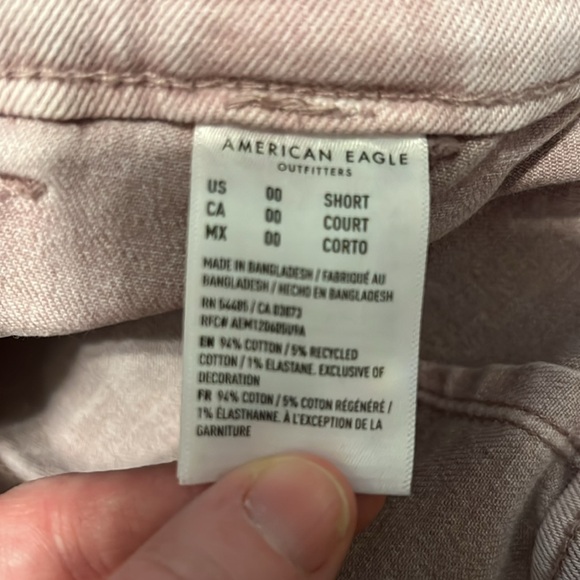 AMERICAN EAGLE
OUTFITTERS
US 00 SHORT
CA 00 COURT
MX 00 CORTO
MADE IN BANGLADESH / FABRIQUÉ AU
BANGLADESH / HECHO EN BANGLADESH
RN 54485 / CA 03873
RFC# AEM120605U9A
EN 94% COTTON / 5% RECYCLED
COTTON / 1% ELASTANE. EXCLUSIVE OF
DECORATION
FR 94% COTON / 5% COTON RÉGÉNÉRÉ /
1% ÉLASTHANNE. À L'EXCEPTION DE LA
GARNITURE